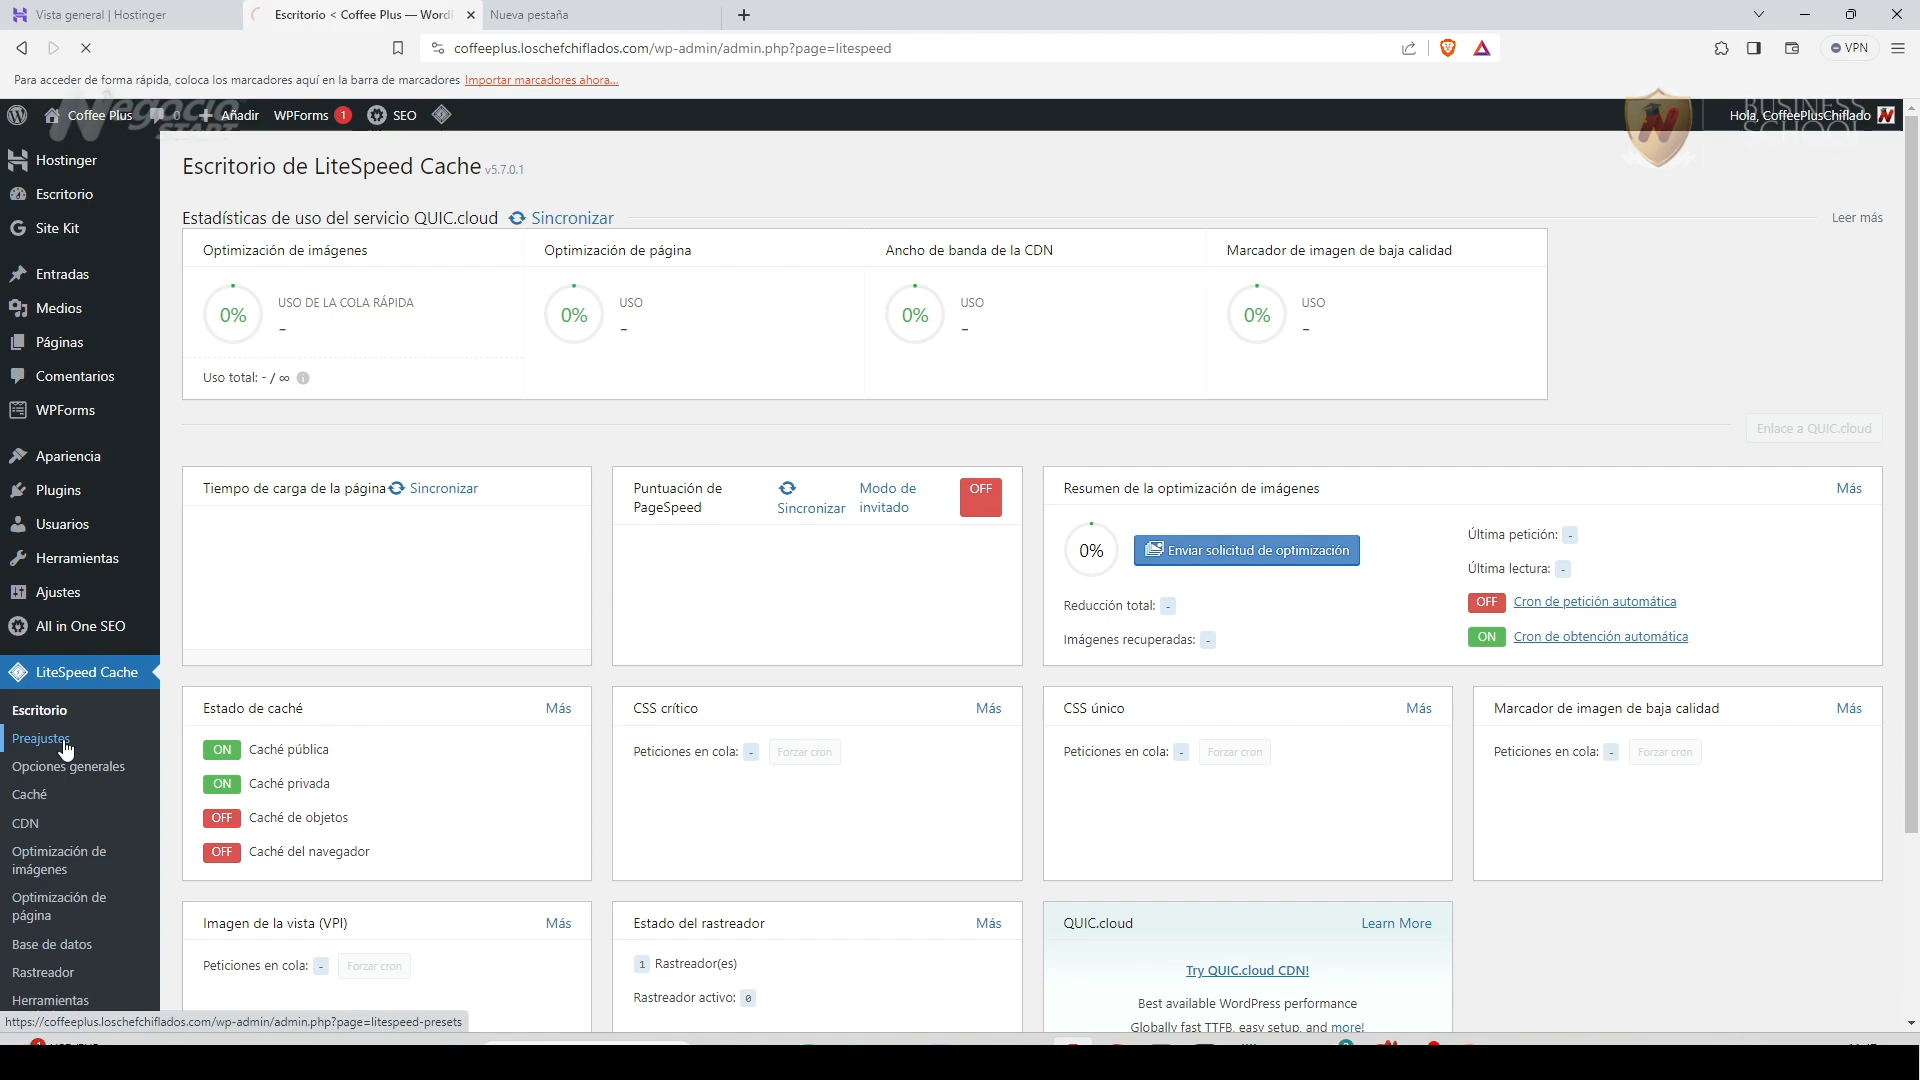 Vista general | Hostinger
Escritorio < Coffee Plus — Word
Nueva pestaña
coffeeplus.loschefchiflados.com/wp-admin/admin.php?page=litespeed
VPN
Para acceder de forma rápida, coloca los marcadores aquí en la barra de marcadores Importar marcadores ahora...
Coffee Plus 0 Añadir WPForms 1 SEO
Hola, CoffeePlusChiflado
Negocio
START
BUSINESS
SCHOOL
Hostinger
Escritorio
Site Kit
Entradas
Medios
Páginas
Comentarios
WPForms
Apariencia
Plugins
Usuarios
Herramientas
Ajustes
All in One SEO
LiteSpeed Cache
Escritorio
Preajustes
Opciones generales
Caché
CDN
Optimización de
imágenes
Optimización de
página
Base de datos
Rastreador
Herramientas
https://coffeeplus.loschefchiflados.com/wp-admin/admin.php?page=litespeed-presets
Escritorio de LiteSpeed Cache v5.7.0.1
Estadísticas de uso del servicio QUIC.cloud Sincronizar
Leer más
Optimización de imágenes
0%
USO DE LA COLA RÁPIDA
-
Uso total: - / ∞
Optimización de página
0%
USO
-
Ancho de banda de la CDN
0%
USO
-
Marcador de imagen de baja calidad
0%
USO
-
Enlace a QUIC.cloud
Tiempo de carga de la página Sincronizar
Puntuación de
PageSpeed
Sincronizar
Modo de
invitado
OFF
Resumen de la optimización de imágenes
Más
0%
Enviar solicitud de optimización
Reducción total: -
Imágenes recuperadas: -
Última petición: -
Última lectura: -
OFF Cron de petición automática
ON Cron de obtención automática
Estado de caché
Más
ON Caché pública
ON Caché privada
OFF Caché de objetos
OFF Caché del navegador
CSS crítico
Más
Peticiones en cola: - Forzar cron
CSS único
Más
Peticiones en cola: - Forzar cron
Marcador de imagen de baja calidad
Más
Peticiones en cola: - Forzar cron
Imagen de la vista (VPI)
Más
Peticiones en cola: - Forzar cron
Estado del rastreador
Más
1 Rastreador(es)
Rastreador activo: 0
QUIC.cloud
Learn More
Try QUIC.cloud CDN!
Best available WordPress performance
Globally fast TTFB, easy setup, and more!